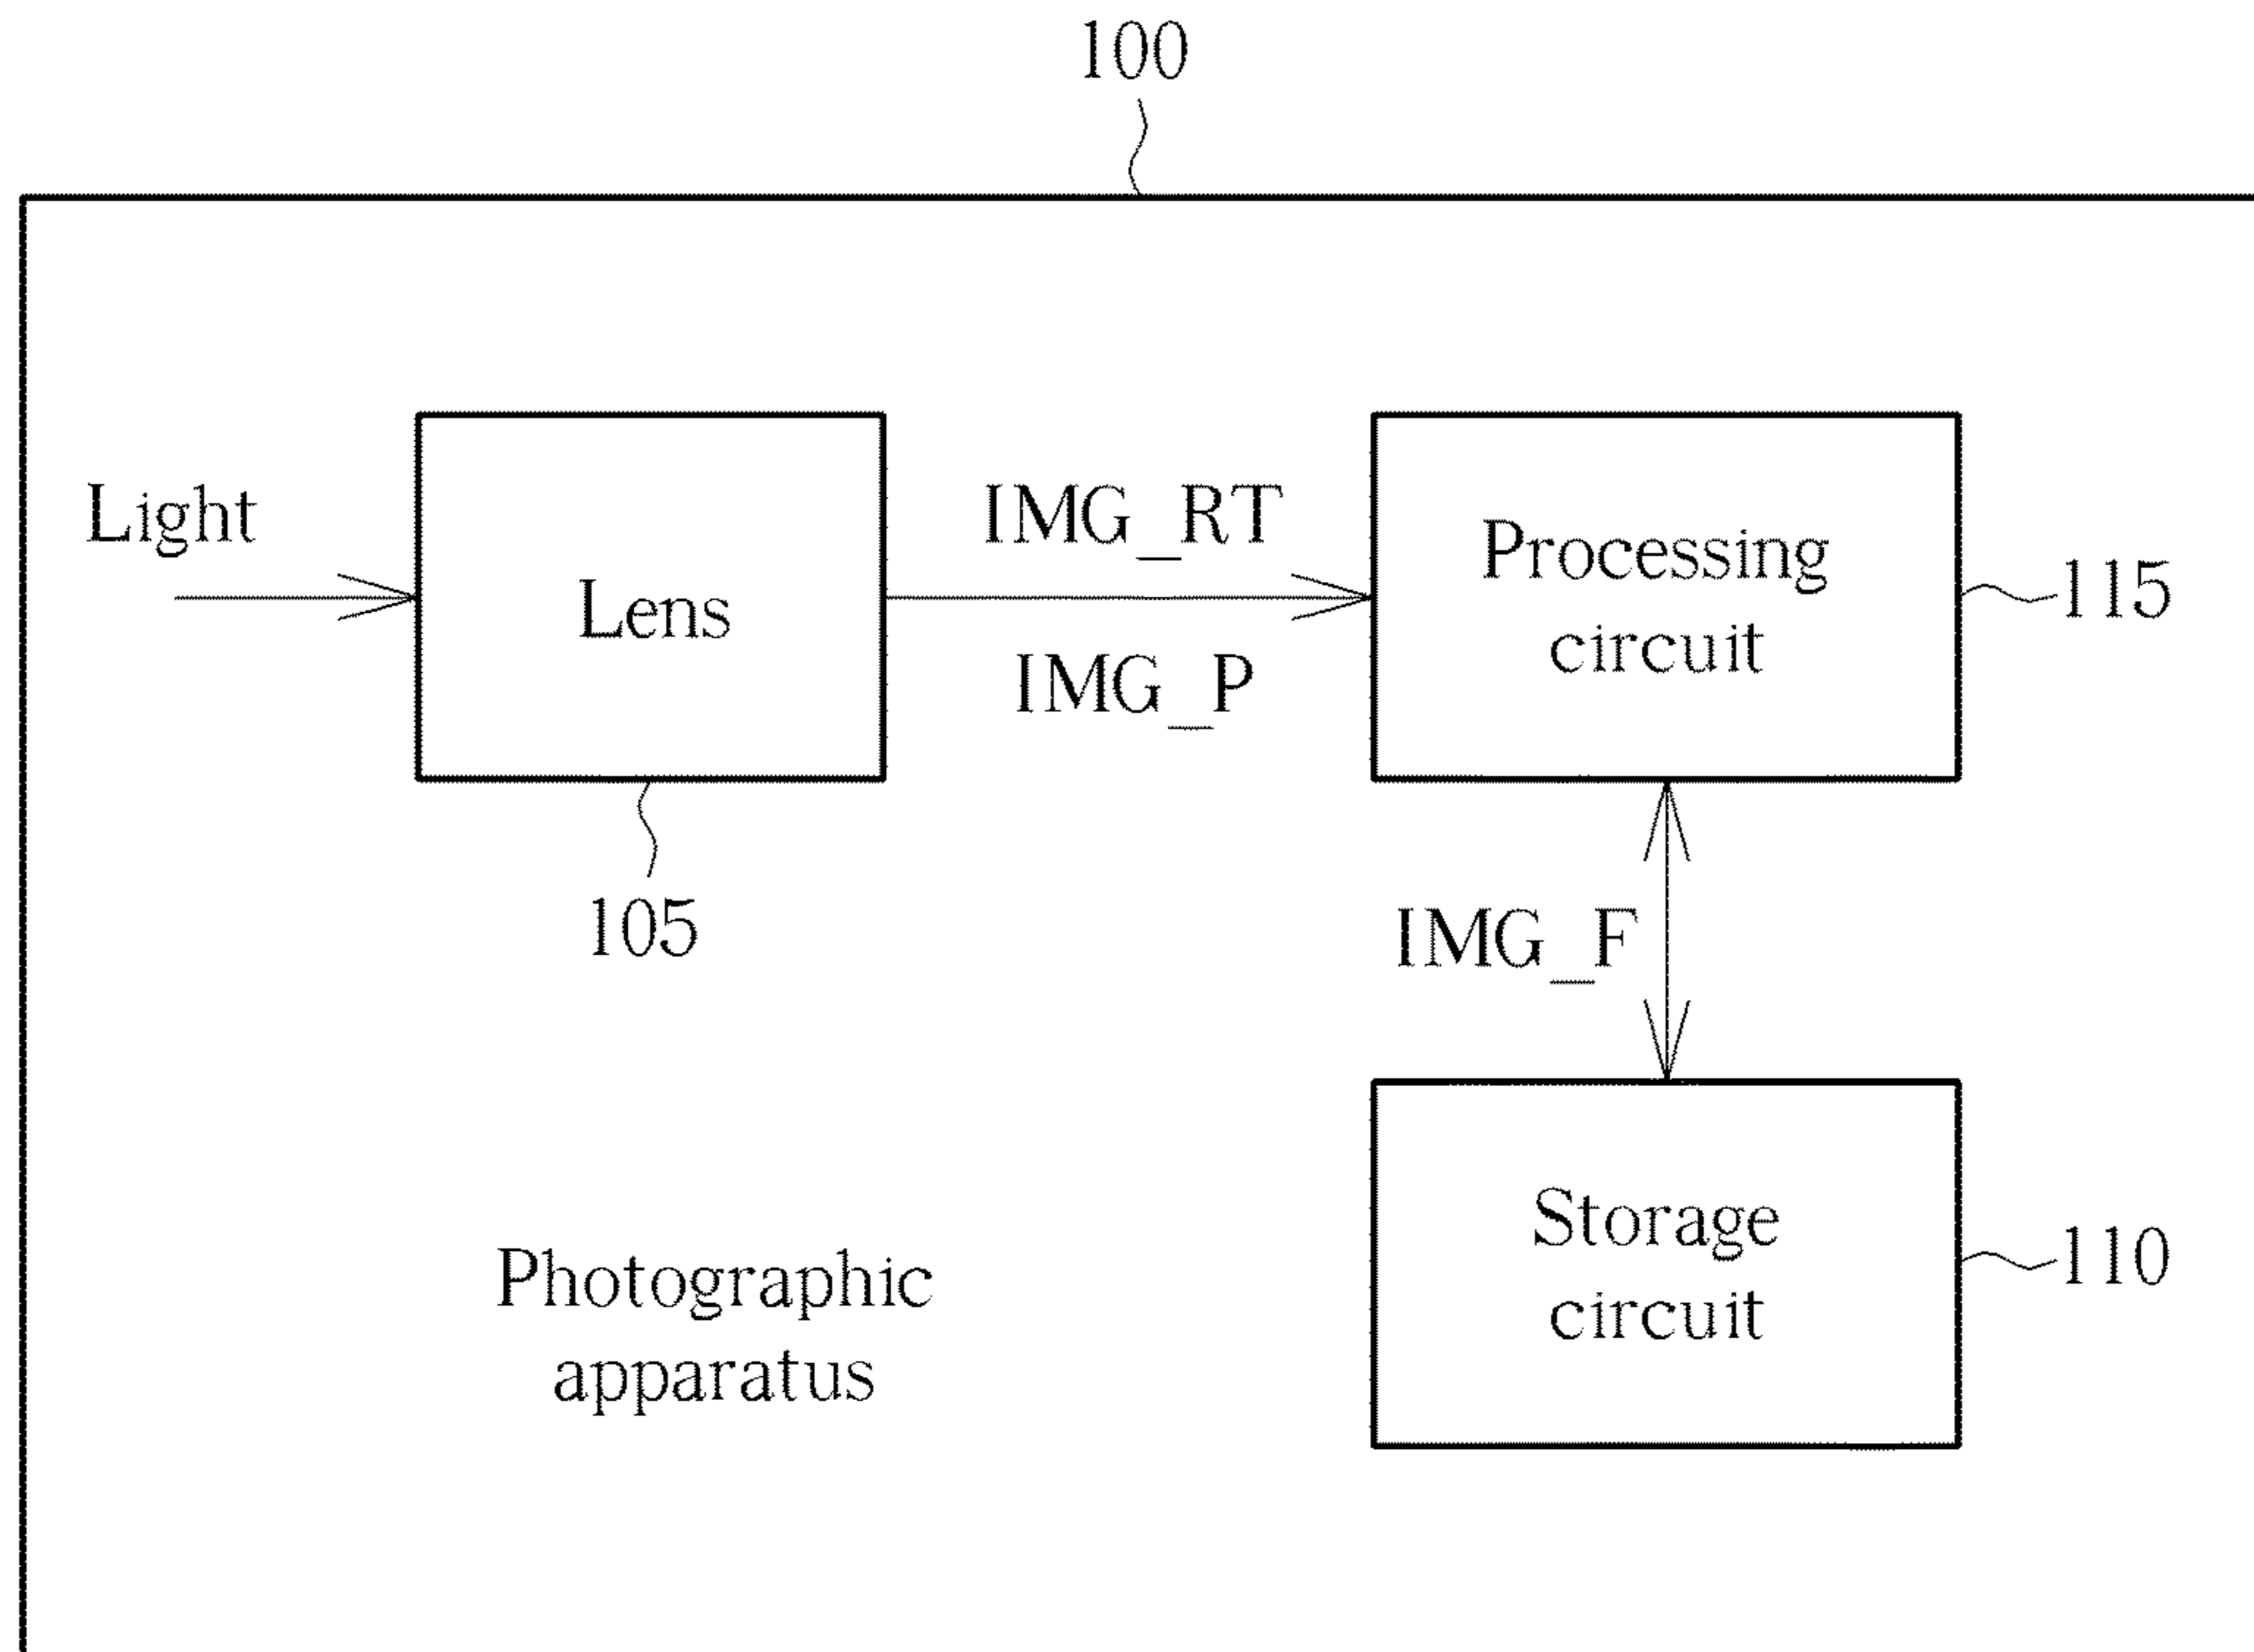 100
Light
Lens
IMG_RT
IMG_P
Processing
circuit
115
105
IMG_F
Storage
circuit
110
Photographic
apparatus